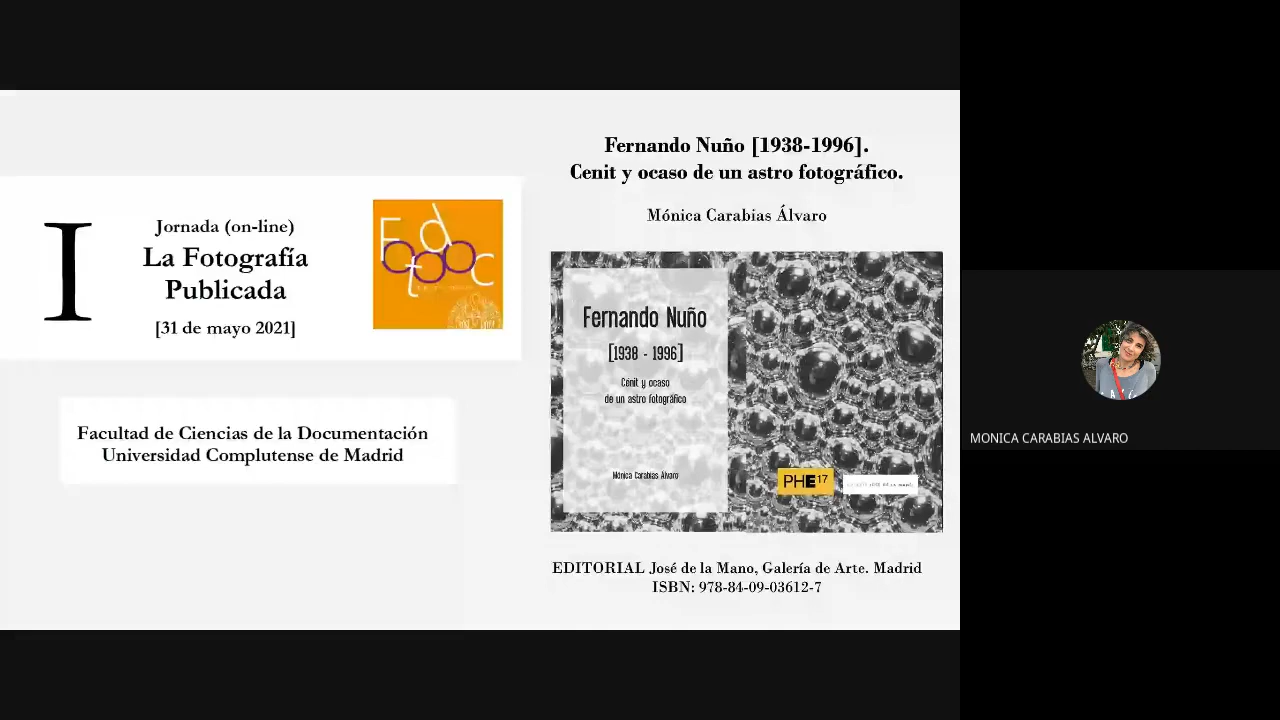 I
Jornada (on-line)
La Fotografía
Publicada
[31 de mayo 2021]
Fotodoc
Facultad de Ciencias de la Documentación
Universidad Complutense de Madrid
Fernando Nuño [1938-1996].
Cenit y ocaso de un astro fotográfico.
Mónica Carabias Álvaro
Fernando Nuño
[1938 - 1996]
Cénit y ocaso
de un astro fotográfico
Mónica Carabias Álvaro
PHE17
EDITORIAL José de la Mano, Galería de Arte. Madrid
ISBN: 978-84-09-03612-7
MONICA CARABIAS ALVARO